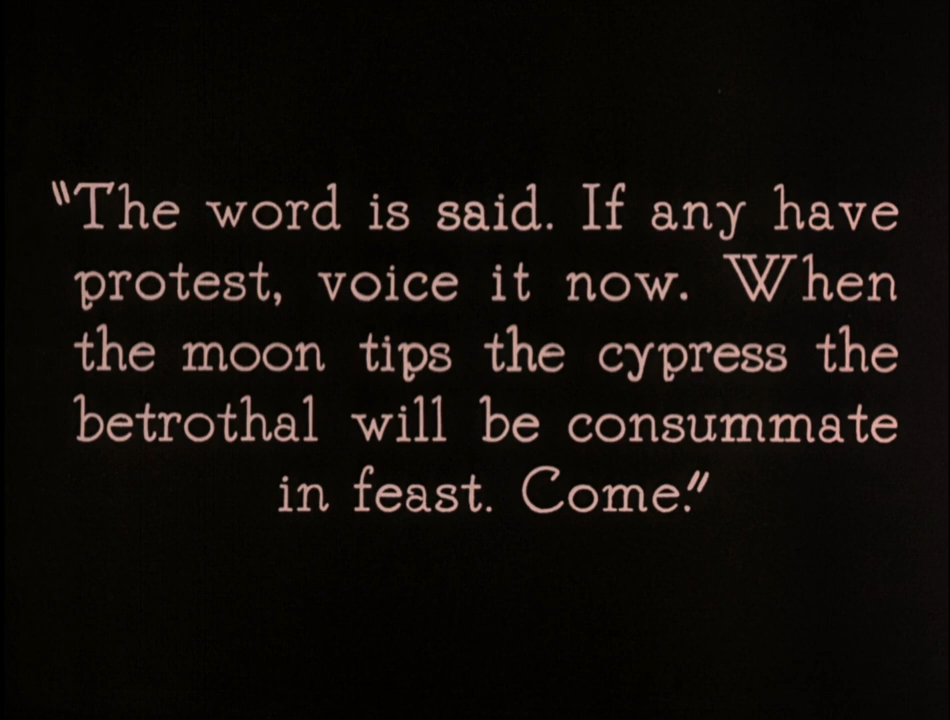 "The word is said. If any have
protest, voice it now. When
the moon tips the cypress the
betrothal will be consummate
in feast. Come."